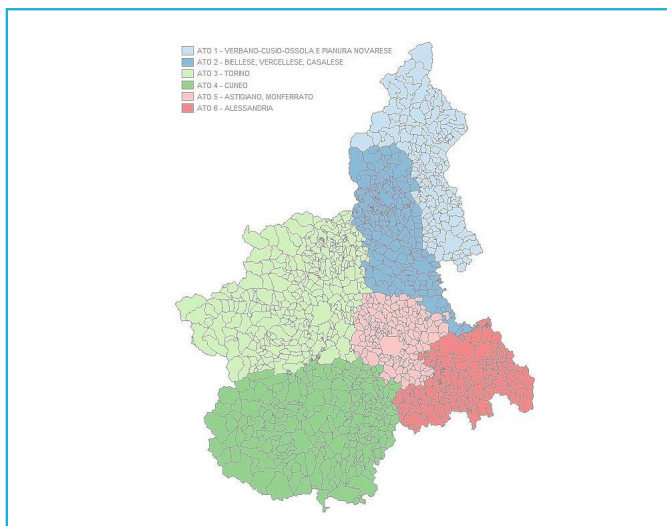 ATO 1 - VERBANO-CUSIO-OSSOLA E PIANURA NOVARESE
ATO 2 - BIELLESE, VERCELLESE, CASALESE
ATO 3 - TORINO
ATO 4 - CUNEO
ATO 5 - ASTIGIANO, MONFERRATO
ATO 6 - ALESSANDRIA